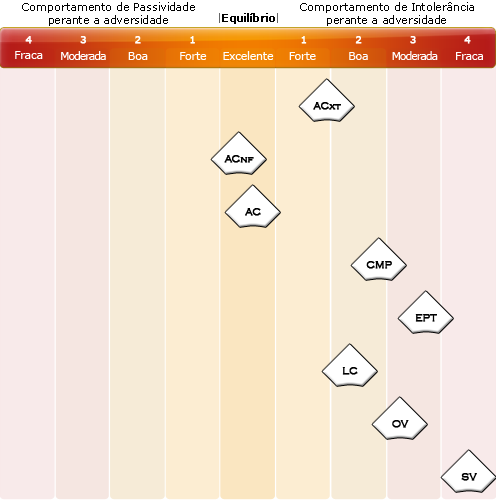 Comportamento de Passividade
perante a adversidade
|Equilíbrio|
Comportamento de Intolerância
perante a adversidade
4 3 2 1 1 2 3 4
Fraca Moderada Boa Forte Excelente Forte Boa Moderada Fraca
ACXT
ACNF
AC
CMP
EPT
LC
OV
SV